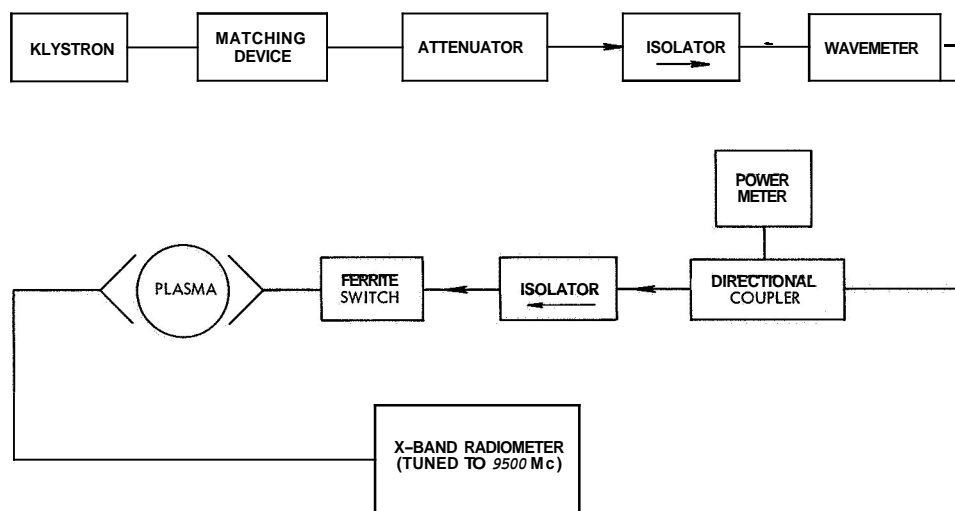 KLYSTRON
MATCHING
DEVICE
ATTENUATOR
ISOLATOR
WAVEMETER
POWER
METER
PLASMA
FERRITE
SWITCH
ISOLATOR
DIRECTIONAL
COUPLER
X-BAND RADIOMETER
(TUNED TO 9500 Mc)